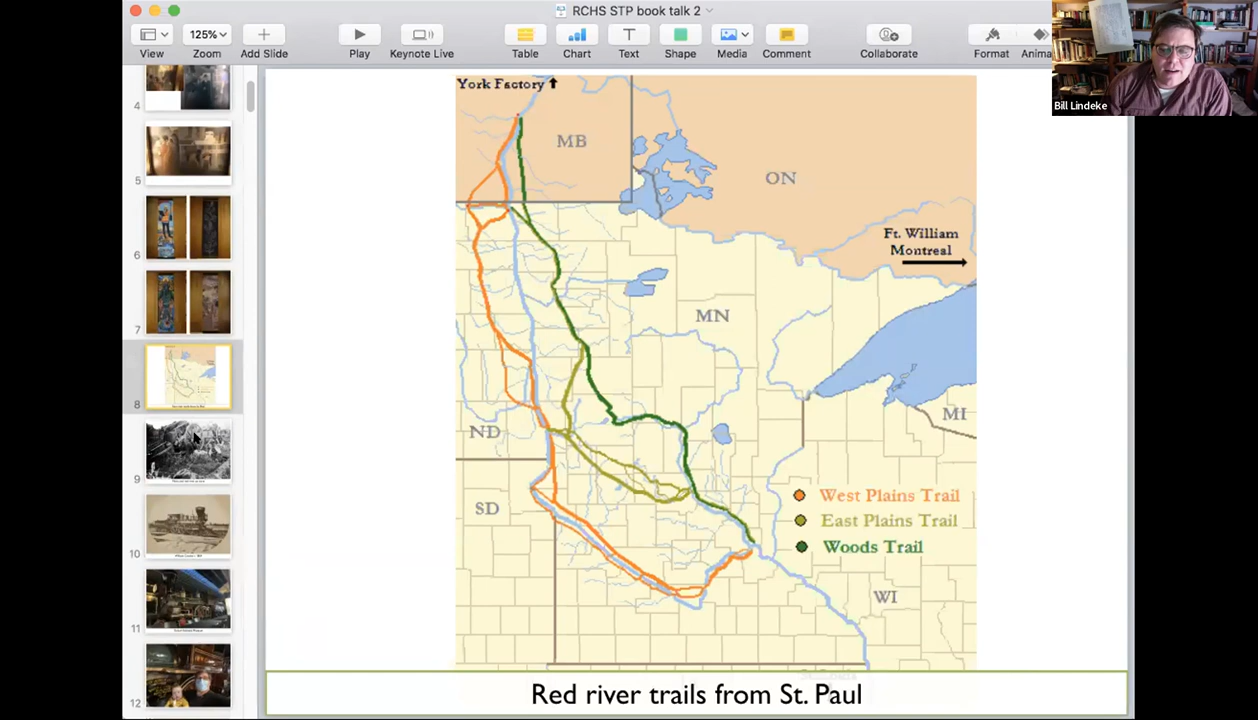 RCHS STP book talk 2
125%
View
Zoom
Add Slide
Play
Keynote Live
Table
Chart
Text
Shape
Media
Comment
Collaborate
Format
Bill Lindeke
4
5
6
7
8
9
10
11
12
York Factory
MB
ON
Ft. William
Montreal
MN
ND
MI
SD
West Plains Trail
East Plains Trail
Woods Trail
WI
Red river trails from St. Paul